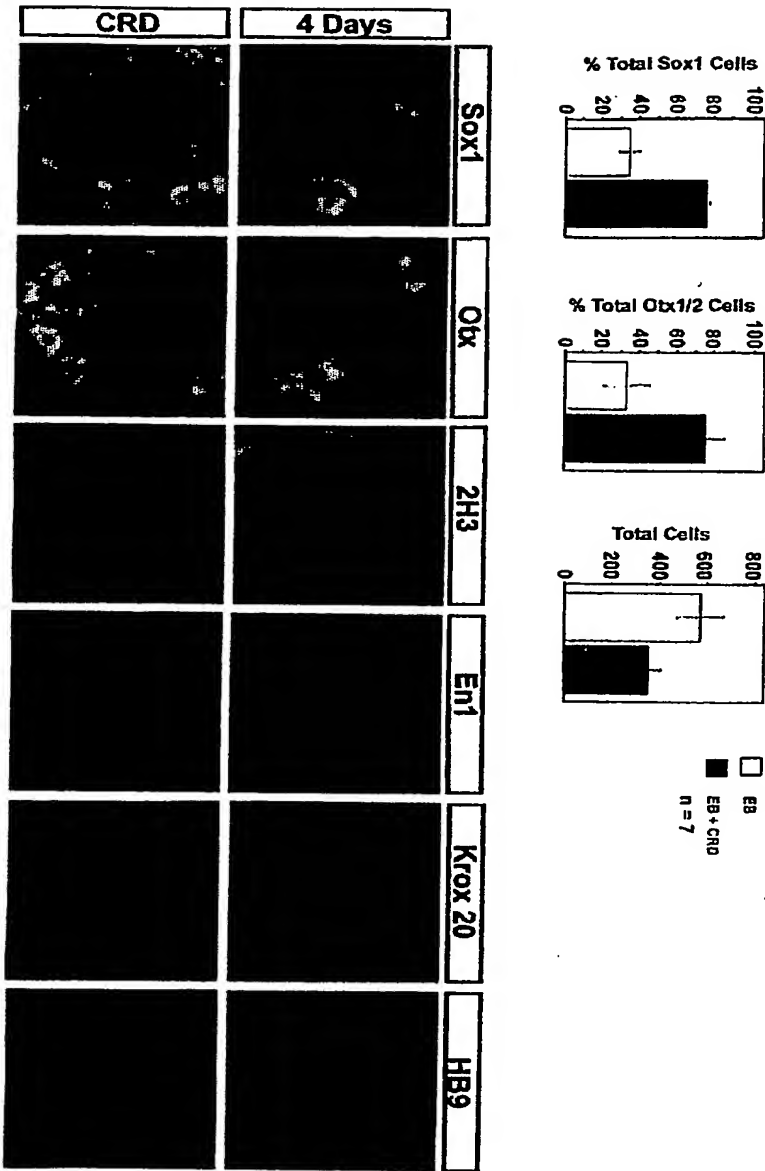 CRD
4 Days
Sox1
Otx
2H3
En1
Krox 20
HB9
% Total Sox1 Cells
0 20 40 60 80 100
% Total Otx1/2 Cells
0 20 40 60 80 100
Total Cells
0 200 400 600 800
EB
EB + CRD
n = 7